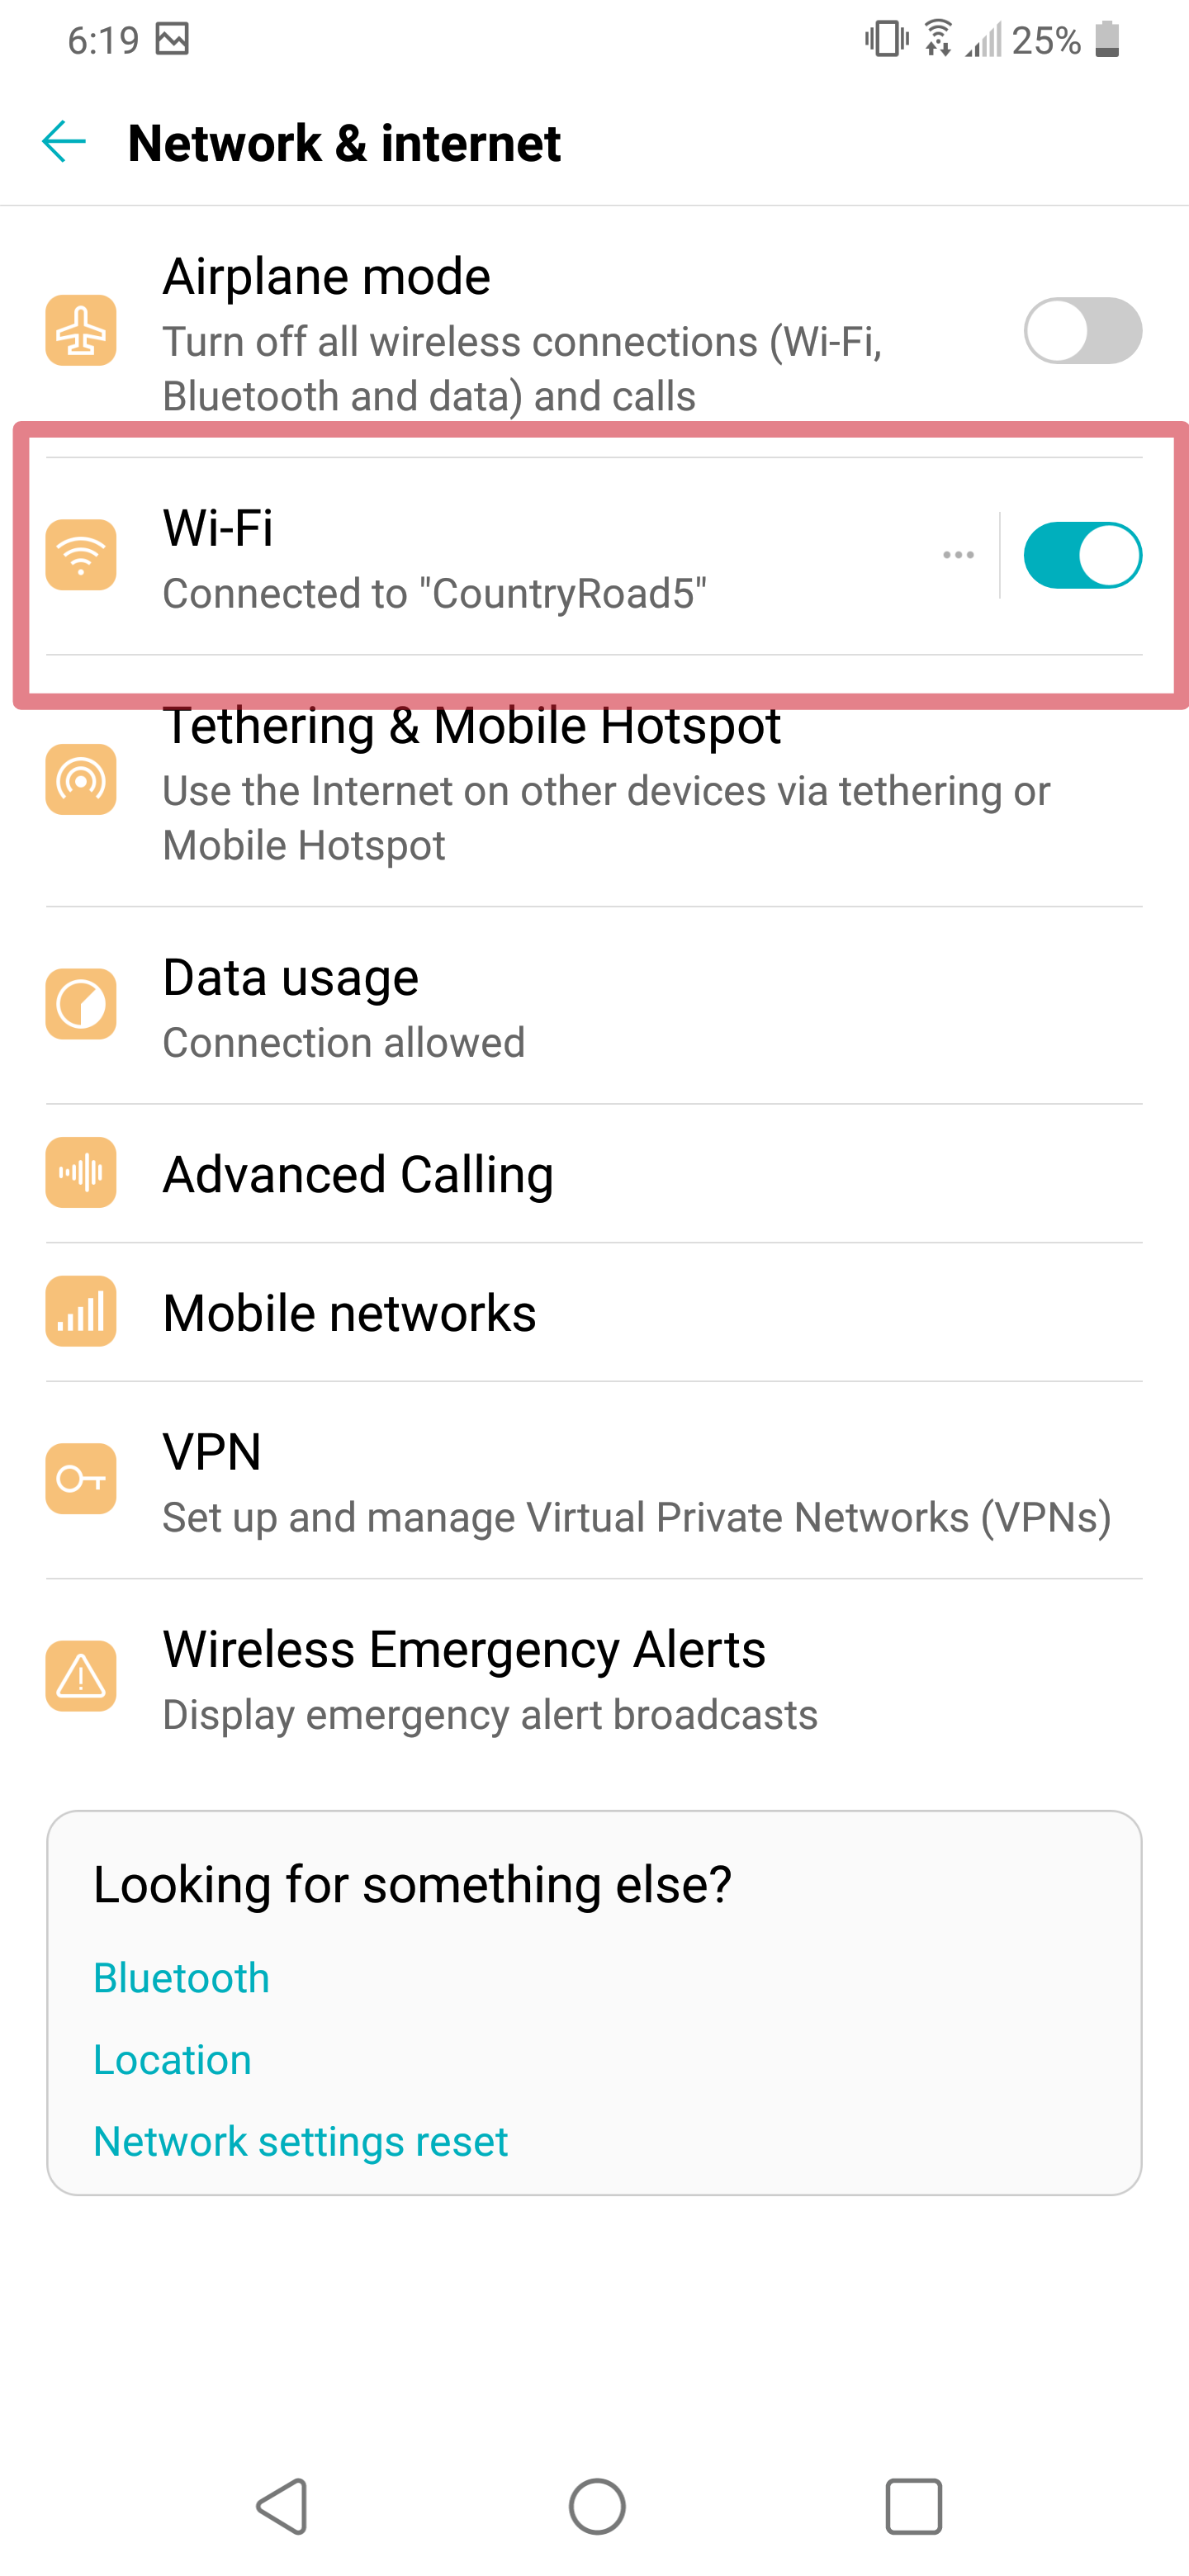 6:19 25%
Network & internet
Airplane mode
Turn off all wireless connections (Wi-Fi,
Bluetooth and data) and calls
Wi-Fi
Connected to "CountryRoad5"
Tethering & Mobile Hotspot
Use the Internet on other devices via tethering or
Mobile Hotspot
Data usage
Connection allowed
Advanced Calling
Mobile networks
VPN
Set up and manage Virtual Private Networks (VPNs)
Wireless Emergency Alerts
Display emergency alert broadcasts
Looking for something else?
Bluetooth
Location
Network settings reset